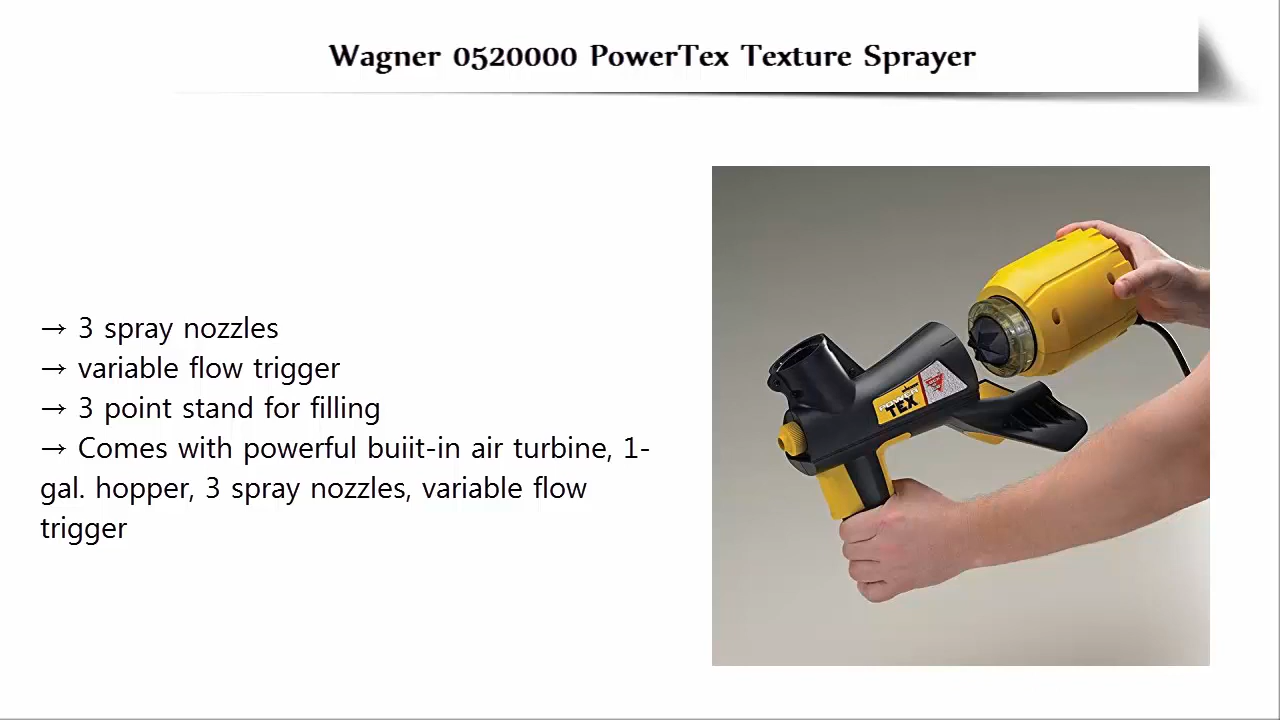 Wagner 0520000 PowerTex Texture Sprayer
→ 3 spray nozzles
→ variable flow trigger
→ 3 point stand for filling
→ Comes with powerful buiit-in air turbine, 1-
gal. hopper, 3 spray nozzles, variable flow
trigger
POWER
TEX